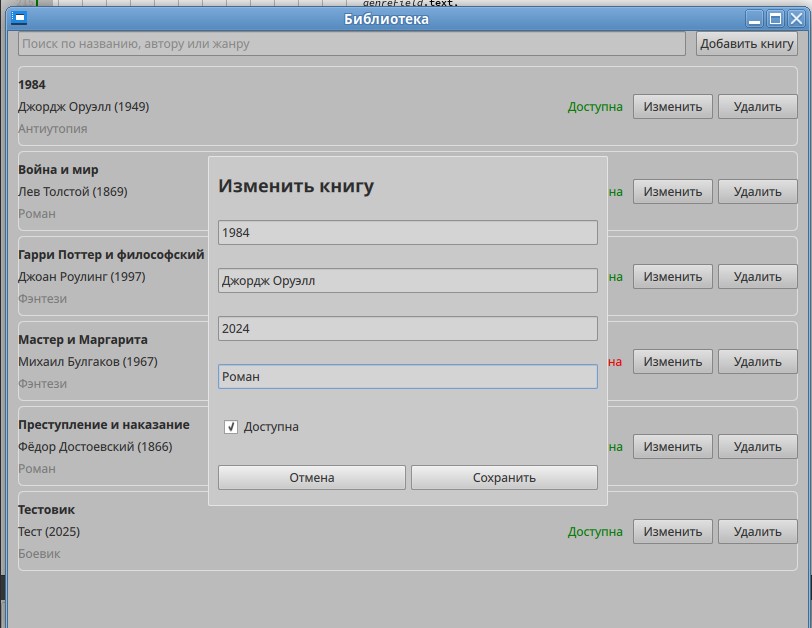 genreField.text.
Библиотека
Поиск по названию, автору или жанру
Добавить книгу
1984
Джордж Оруэлл (1949)
Антиутопия
Доступна
Изменить
Удалить
Война и мир
Лев Толстой (1869)
Роман
на
Изменить
Удалить
Гарри Поттер и философский
Джоан Роулинг (1997)
Фэнтези
на
Изменить
Удалить
Мастер и Маргарита
Михаил Булгаков (1967)
Фэнтези
на
Изменить
Удалить
Преступление и наказание
Фёдор Достоевский (1866)
Роман
на
Изменить
Удалить
Тестовик
Тест (2025)
Боевик
Доступна
Изменить
Удалить
Изменить книгу
1984
Джордж Оруэлл
2024
Роман
Доступна
Отмена
Сохранить